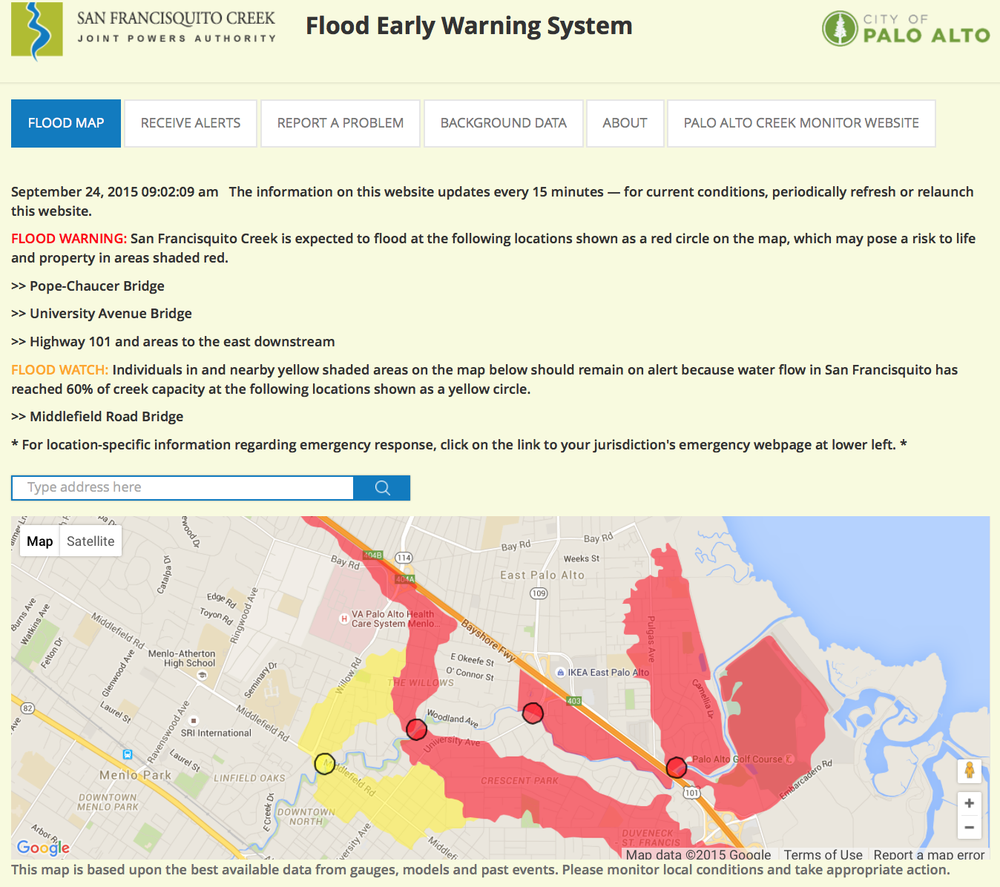 SAN FRANCISQUITO CREEK
JOINT POWERS AUTHORITY
Flood Early Warning System
CITY OF
PALO ALTO
FLOOD MAP
RECEIVE ALERTS
REPORT A PROBLEM
BACKGROUND DATA
ABOUT
PALO ALTO CREEK MONITOR WEBSITE
September 24, 2015 09:02:09 am The information on this website updates every 15 minutes — for current conditions, periodically refresh or relaunch
this website.
FLOOD WARNING: San Francisquito Creek is expected to flood at the following locations shown as a red circle on the map, which may pose a risk to life
and property in areas shaded red.
>> Pope-Chaucer Bridge
>> University Avenue Bridge
>> Highway 101 and areas to the east downstream
FLOOD WATCH: Individuals in and nearby yellow shaded areas on the map below should remain on alert because water flow in San Francisquito has
reached 60% of creek capacity at the following locations shown as a yellow circle.
>> Middlefield Road Bridge
* For location-specific information regarding emergency response, click on the link to your jurisdiction's emergency webpage at lower left. *
Type address here
Map
Satellite
404B
114
Bay Rd
Bay Rd
Bay Rd
Weeks St
404A
East Palo Alto
109
Catalpa Dr
Edge Rd
Toyon Rd
Ringwood Ave
Burns Ave
Watkins Ave
Felton Dr
Middlefield Rd
H
VA Palo Alto Health
Care System Menlo...
Bayshore Fwy
Pulgas Ave
Menlo-Atherton
High School
Glenwood Ave
Seminary Dr
Willow Rd
E Okeefe St
O' Connor St
IKEA East Palo Alto
THE WILLOWS
403
Camellia Dr
82
Laurel St
Ravenswood Ave
Middlefield Rd
SRI International
Woodland Ave
University Ave
Laurel St
Palo Alto Golf Course
Menlo Park
LINFIELD OAKS
Middlefield Rd
CRESCENT PARK
101
Embarcadero Rd
DOWNTOWN
MENLO PARK
E Creek Dr
DOWNTOWN
NORTH
Arbor R
versity Ave
Middlefi
DUVENECK
- ST. FRANCIS
+
−
Google
Map data ©2015 Google
Terms of Use
Report a map error
This map is based upon the best available data from gauges, models and past events. Please monitor local conditions and take appropriate action.